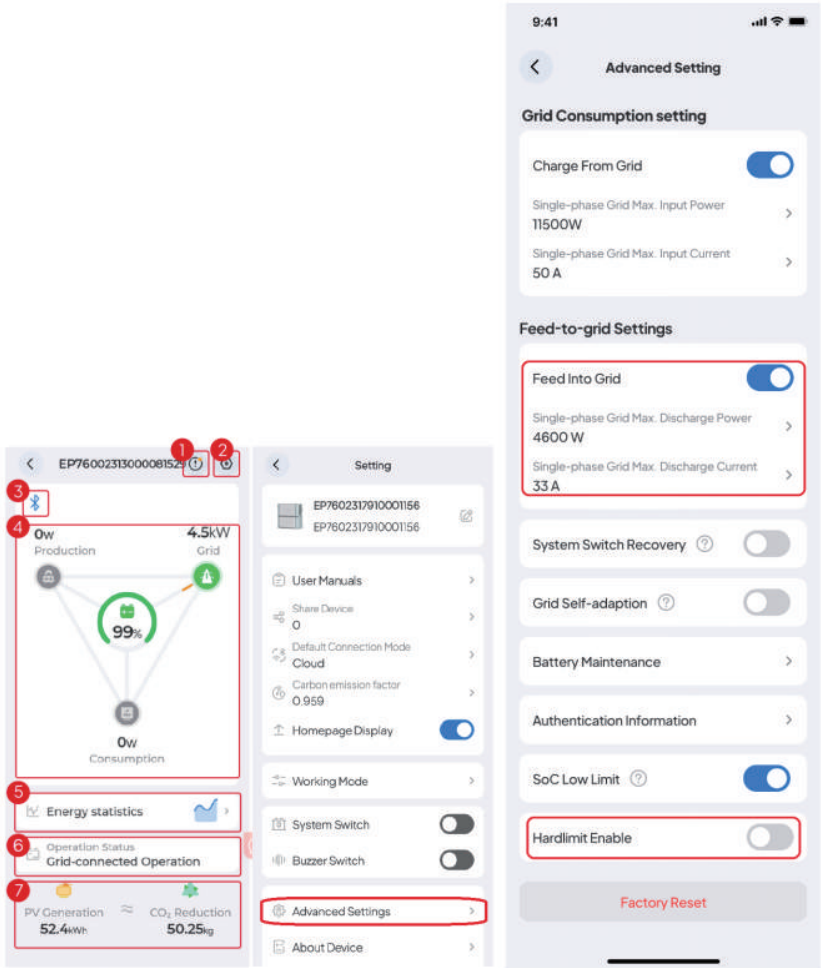 1
2
EP76002313000081529
3
4
0w
Production
4.5kW
Grid
99%
0w
Consumption
5
Energy statistics
6
Operation Status
Grid-connected Operation
7
PV Generation
52.4kWh
≈
CO₂ Reduction
50.25kg
Setting
EP7602317910001156
EP7602317910001156
User Manuals
Share Device
0
Default Connection Mode
Cloud
Carbon emission factor
0.959
Homepage Display
Working Mode
System Switch
Buzzer Switch
Advanced Settings
About Device
9:41
Advanced Setting
Grid Consumption setting
Charge From Grid
Single-phase Grid Max. Input Power
11500W
Single-phase Grid Max. Input Current
50 A
Feed-to-grid Settings
Feed Into Grid
Single-phase Grid Max. Discharge Power
4600 W
Single-phase Grid Max. Discharge Current
33 A
System Switch Recovery ?
Grid Self-adaption ?
Battery Maintenance
Authentication Information
SoC Low Limit ?
Hardlimit Enable
Factory Reset